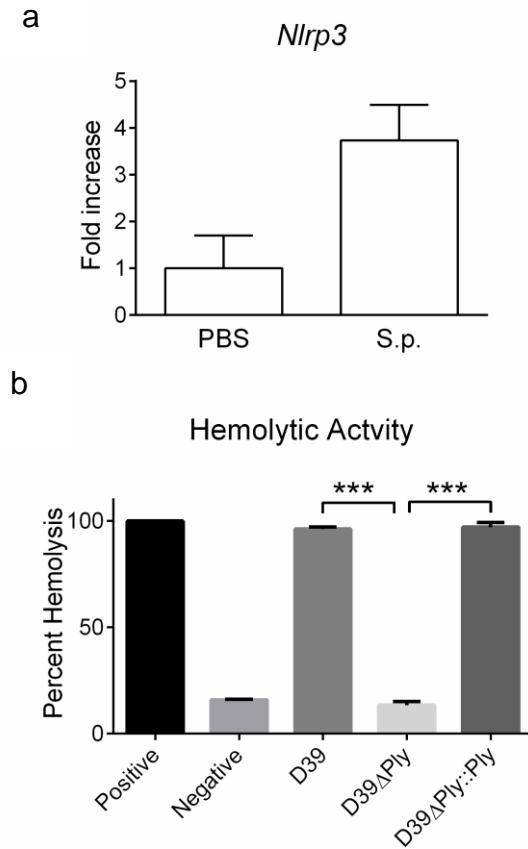 a
Nlrp3
Fold increase
5
4
3
2
1
0
PBS S.p.
b
Hemolytic Actvity
Percent Hemolysis
100
50
0
*** ***
Positive
Negative
D39
D39ΔPly
D39ΔPly::Ply